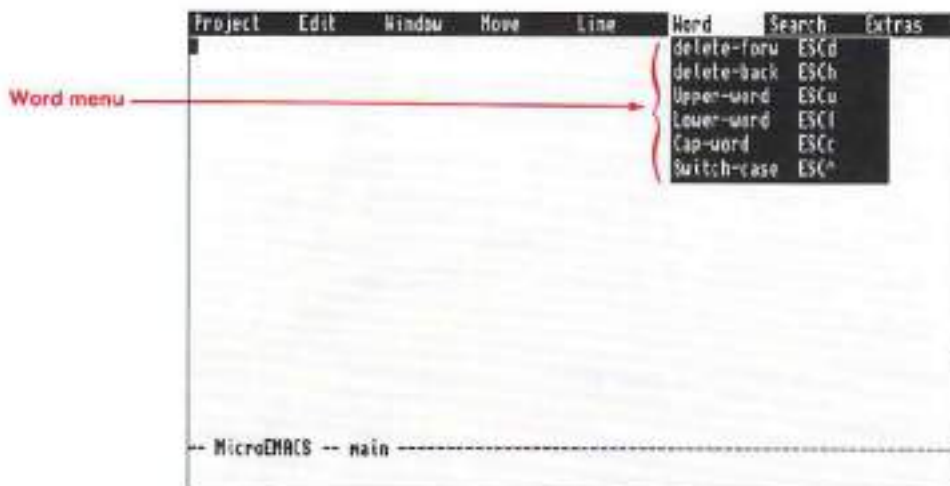 Project Edit Window Move Line Word Search Extras
delete-forw ESCd
delete-back ESCh
Word menu
Upper-word ESCu
Lower-word ESCl
Cap-word ESCc
Switch-case ESC^
-- MicroEMACS -- main --------------------------------